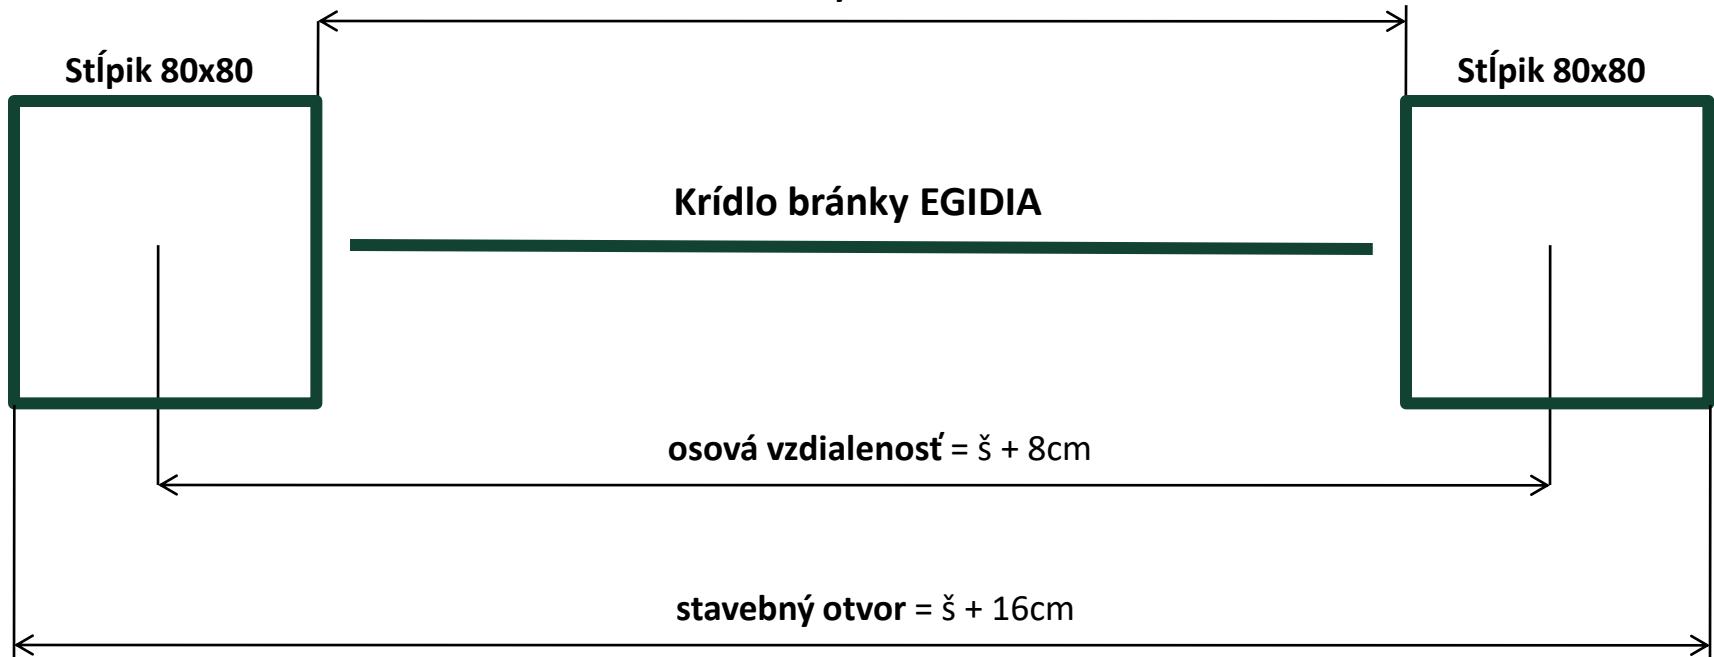 Stĺpik 80x80
Stĺpik 80x80
Krídlo bránky EGIDIA
osová vzdialenosť = š + 8cm
stavebný otvor = š + 16cm